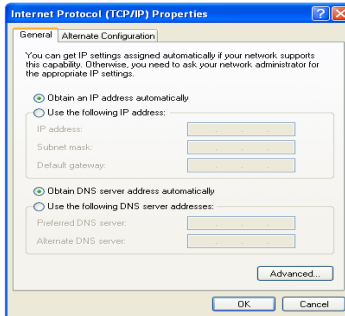 Internet Protocol (TCP/IP) Properties
General Alternate Configuration
You can get IP settings assigned automatically if your network supports
this capability. Otherwise, you need to ask your network administrator for
the appropriate IP settings.
Obtain an IP address automatically
Use the following IP address:
IP address:
Subnet mask:
Default gateway:
Obtain DNS server address automatically
Use the following DNS server addresses:
Preferred DNS server:
Alternate DNS server:
Advanced...
OK Cancel